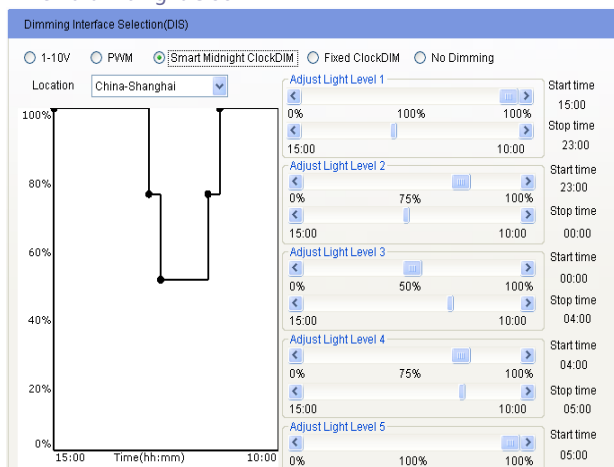 Dimming Interface Selection(DIS)
1-10V PWM Smart Midnight ClockDIM Fixed ClockDIM No Dimming
Location China-Shanghai
100%
80%
60%
40%
20%
0%
15:00 Time(hh:mm) 10:00
Adjust Light Level 1
0% 100% 100%
15:00 10:00
Start time
15:00
Stop time
23:00
Adjust Light Level 2
0% 75% 100%
15:00 10:00
Start time
23:00
Stop time
00:00
Adjust Light Level 3
0% 50% 100%
15:00 10:00
Start time
00:00
Stop time
04:00
Adjust Light Level 4
0% 75% 100%
15:00 10:00
Start time
04:00
Stop time
05:00
Adjust Light Level 5
0% 100% 100%
Start time
05:00